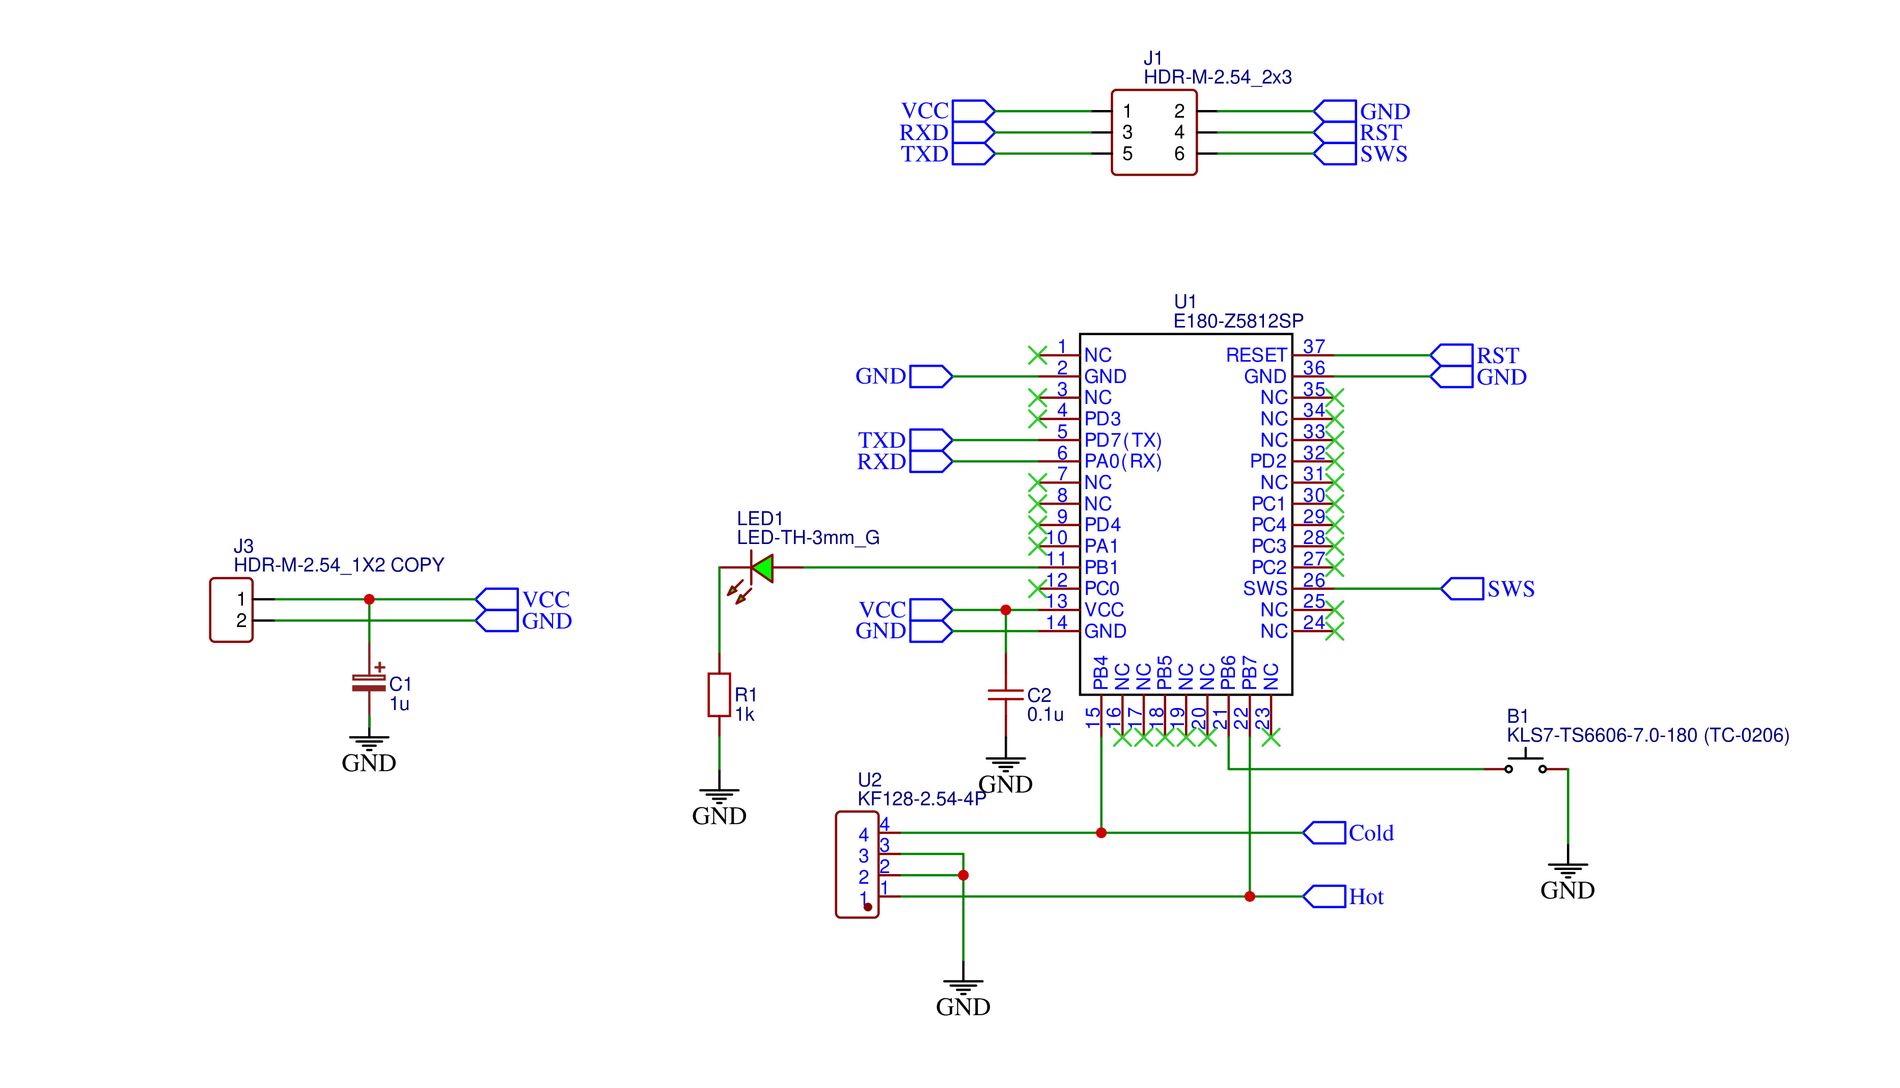 J1
HDR-M-2.54_2x3
VCC 1 2 GND
RXD 3 4 RST
TXD 5 6 SWS
U1
E180-Z5812SP
1 NC RESET 37 RST
GND 2 GND GND 36 GND
3 NC NC 35
4 PD3 NC 34
TXD 5 PD7(TX) NC 33
RXD 6 PA0(RX) PD2 32
7 NC NC 31
8 NC PC1 30
9 PD4 PC4 29
10 PA1 PC3 28
11 PB1 PC2 27
12 PC0 SWS 26 SWS
VCC 13 VCC NC 25
GND 14 GND NC 24
PB4 NC NC PB5 NC NC PB6 PB7 NC
15 16 17 18 19 20 21 22 23
LED1
LED-TH-3mm_G
J3
HDR-M-2.54_1X2 COPY
1 VCC
2 GND
+
C1
1u
GND
R1
1k
GND
C2
0.1u
GND
B1
KLS7-TS6606-7.0-180 (TC-0206)
GND
U2
KF128-2.54-4P
4 4 Cold
3 3
2 2
1 1 Hot
GND